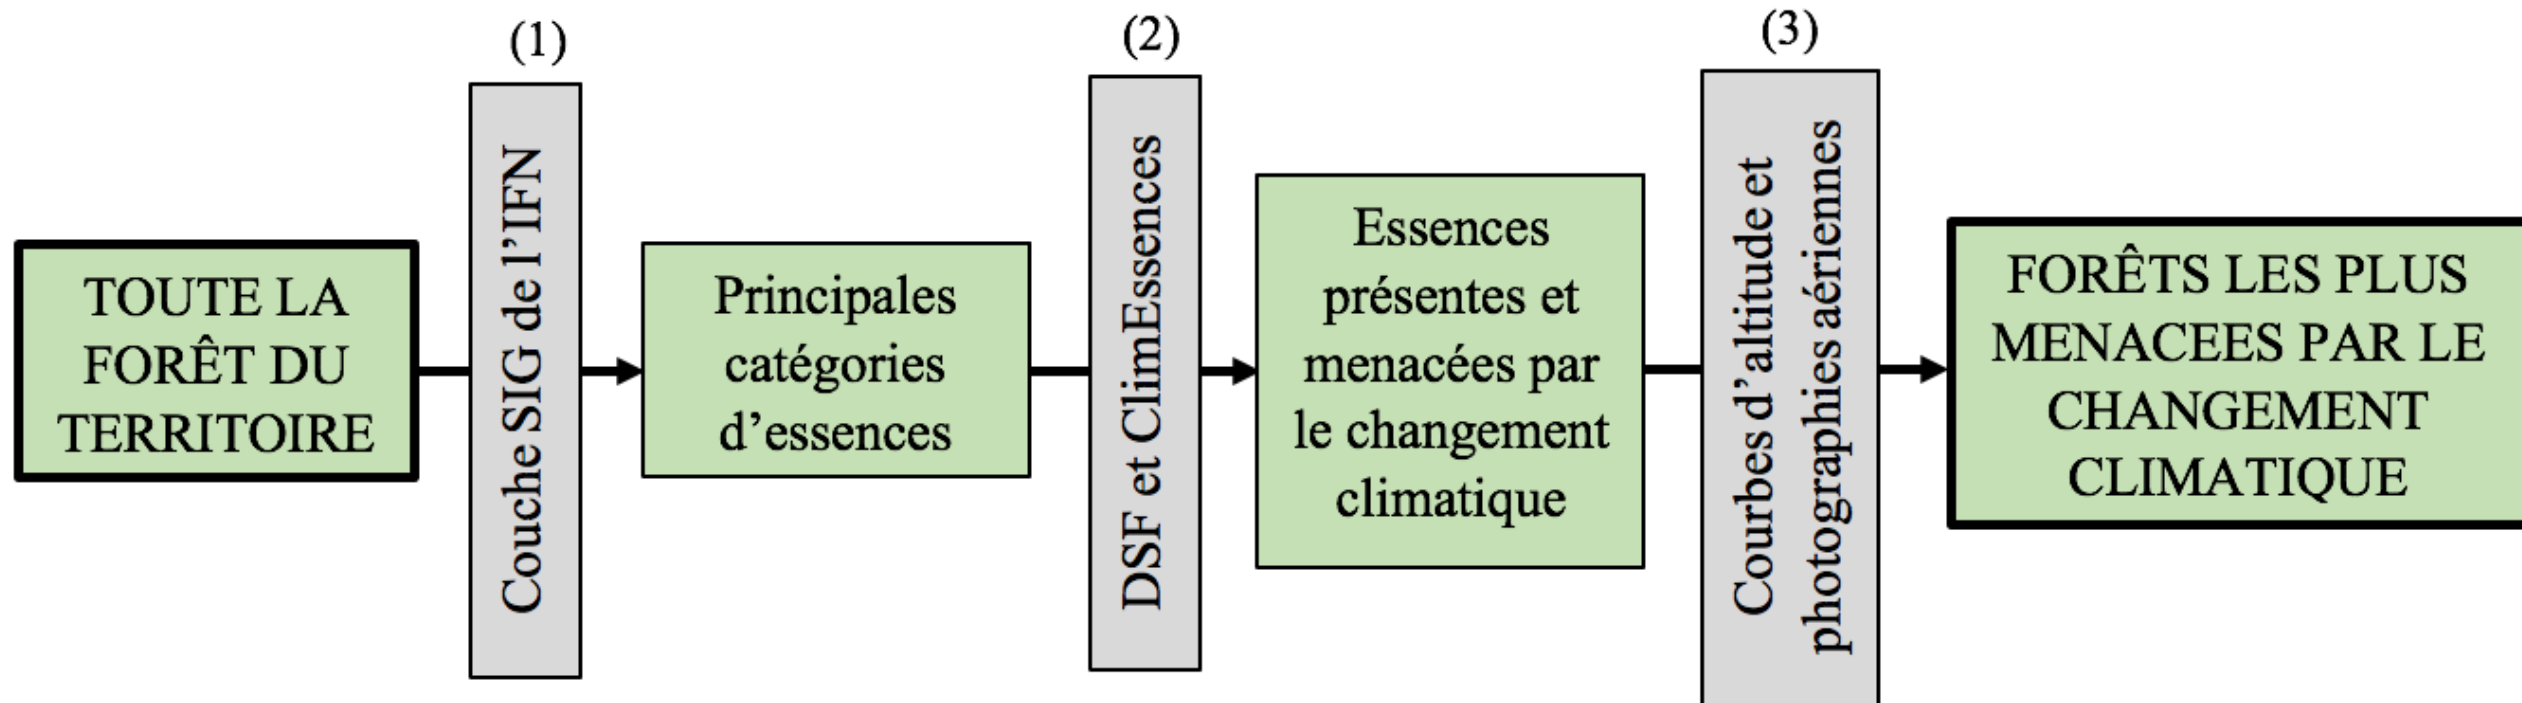 (1)
(2)
(3)
TOUTE LA
FORÊT DU
TERRITOIRE
Couche SIG de l’IFN
Principales
catégories
d’essences
DSF et ClimEssences
Essences
présentes et
menacées par
le changement
climatique
Courbes d’altitude et
photographies aériennes
FORÊTS LES PLUS
MENACEES PAR LE
CHANGEMENT
CLIMATIQUE